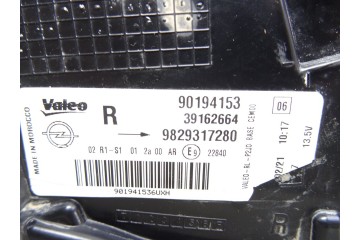 Valeo
R
90194153
39162664
9829317280
06
MADE IN MOROCCO
02 R1-S1 01 2a 00 AR E9 22840
901941536UXH
10:17
13.5V